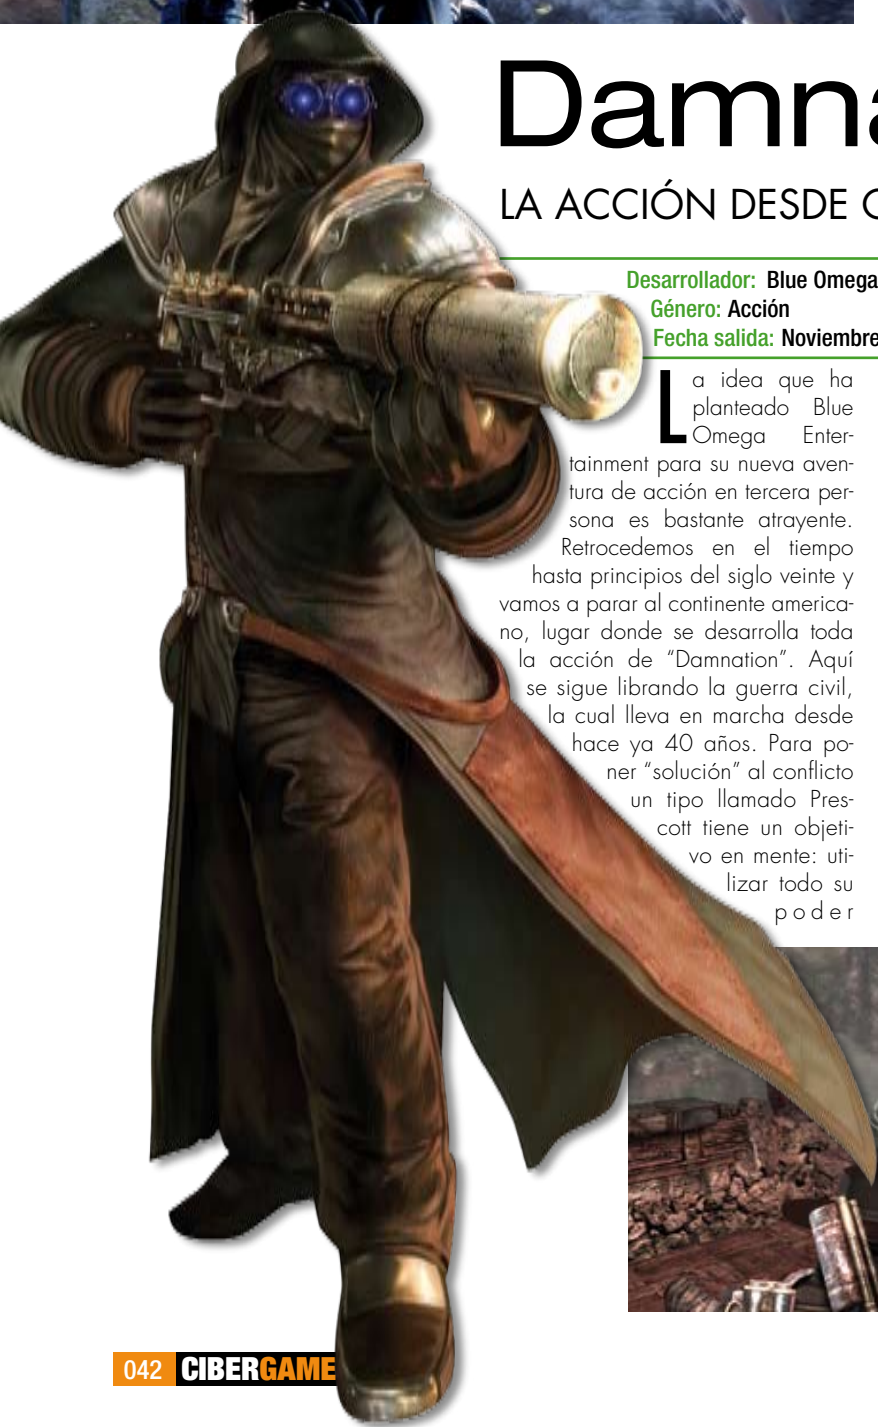 Damna
LA ACCIÓN DESDE
Desarrollador: Blue Omega
Género: Acción
Fecha salida: Noviembre
La idea que ha
planteado Blue
Omega Enter-
tainment para su nueva aven-
tura de acción en tercera per-
sona es bastante atrayente.
Retrocedemos en el tiempo
hasta principios del siglo veinte y
vamos a parar al continente america-
no, lugar donde se desarrolla toda
la acción de “Damnation”. Aquí
se sigue librando la guerra civil,
la cual lleva en marcha desde
hace ya 40 años. Para po-
ner “solución” al conflicto
un tipo llamado Pres-
cott tiene un objeti-
vo en mente: uti-
lizar todo su
poder
042 CIBERGAME